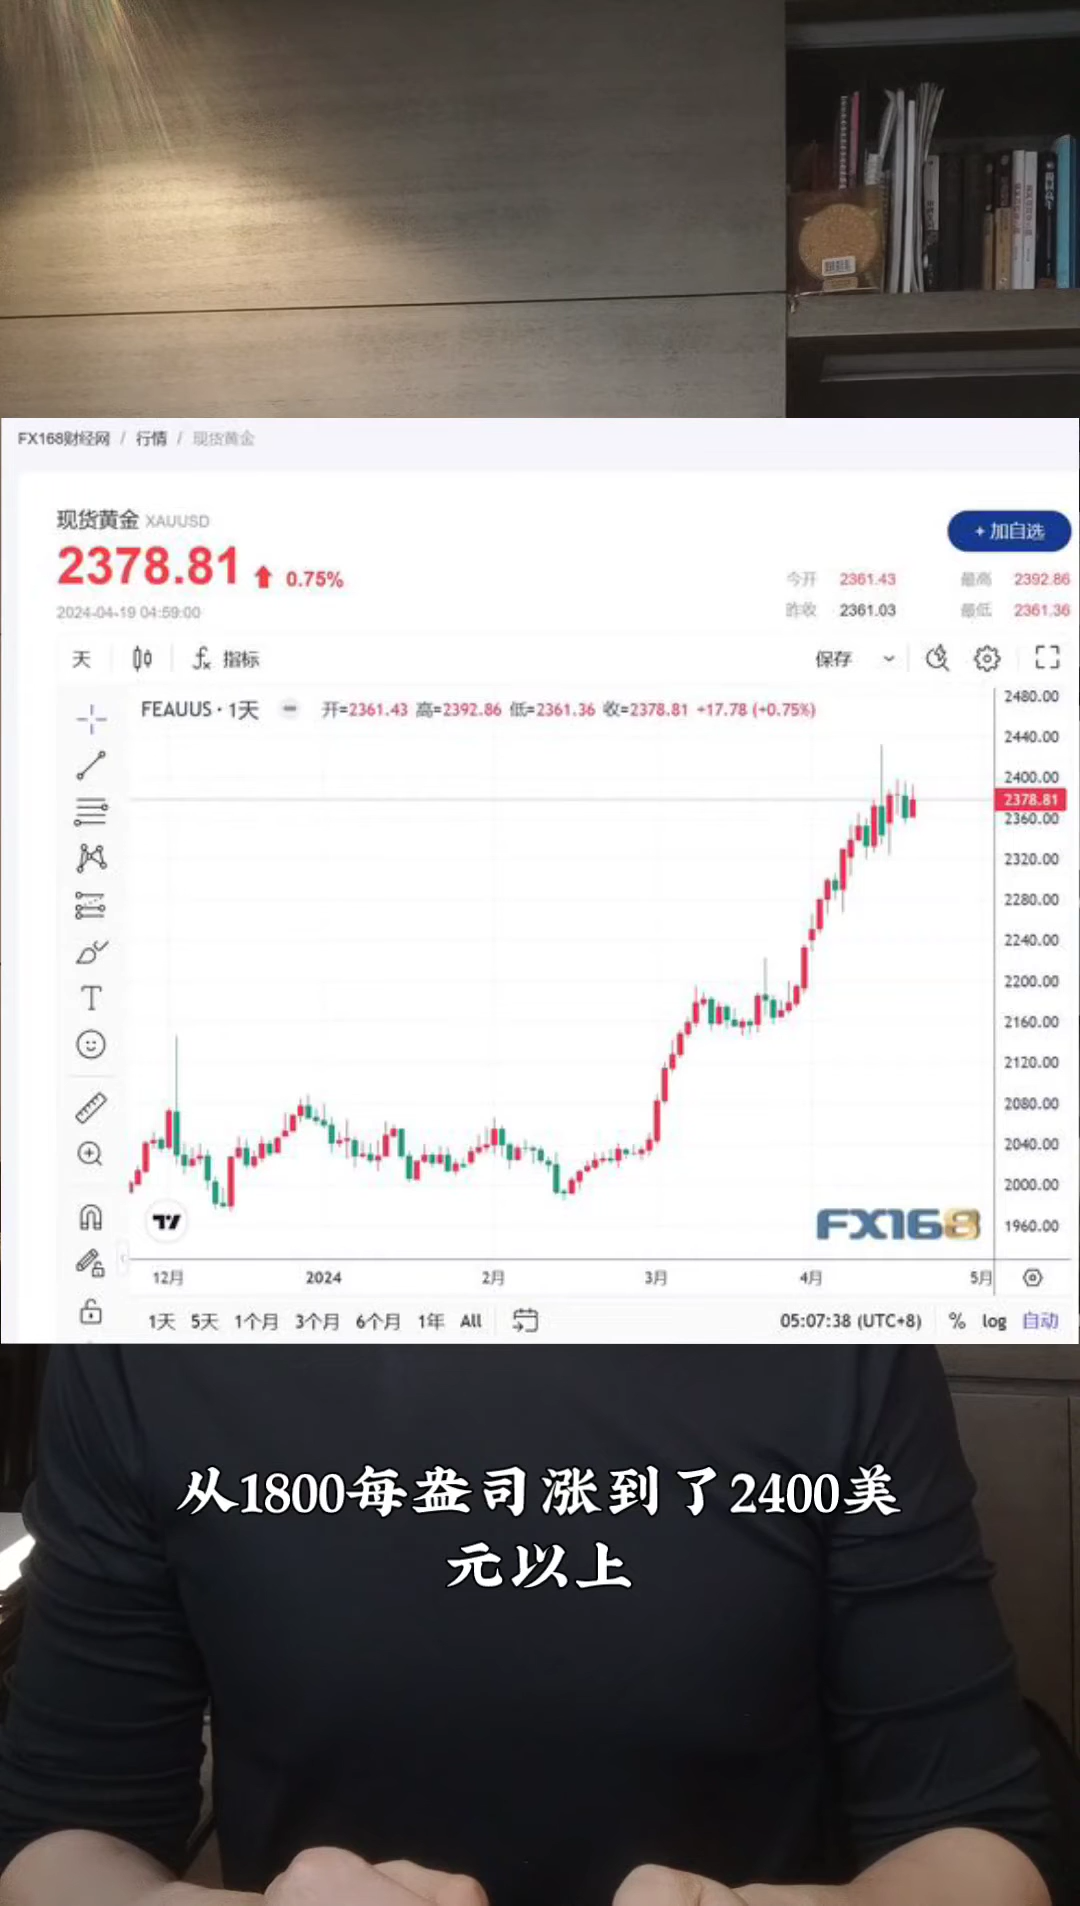 FX168财经网 / 行情 / 现货黄金
现货黄金 XAUUSD
+ 加自选
2378.81 0.75%
今开 2361.43 最高 2392.86
2024-04-19 04:59:00
昨收 2361.03 最低 2361.36
天 fx 指标 保存
FEAUUS · 1天 开=2361.43 高=2392.86 低=2361.36 收=2378.81 +17.78 (+0.75%)
2480.00
2440.00
2400.00
2378.81
2360.00
2320.00
2280.00
2240.00
2200.00
2160.00
2120.00
2080.00
2040.00
2000.00
1960.00
T
FX168
12月 2024 2月 3月 4月 5月
1天 5天 1个月 3个月 6个月 1年 All 05:07:38 (UTC+8) % log 自动
从1800每盎司涨到了2400美
元以上